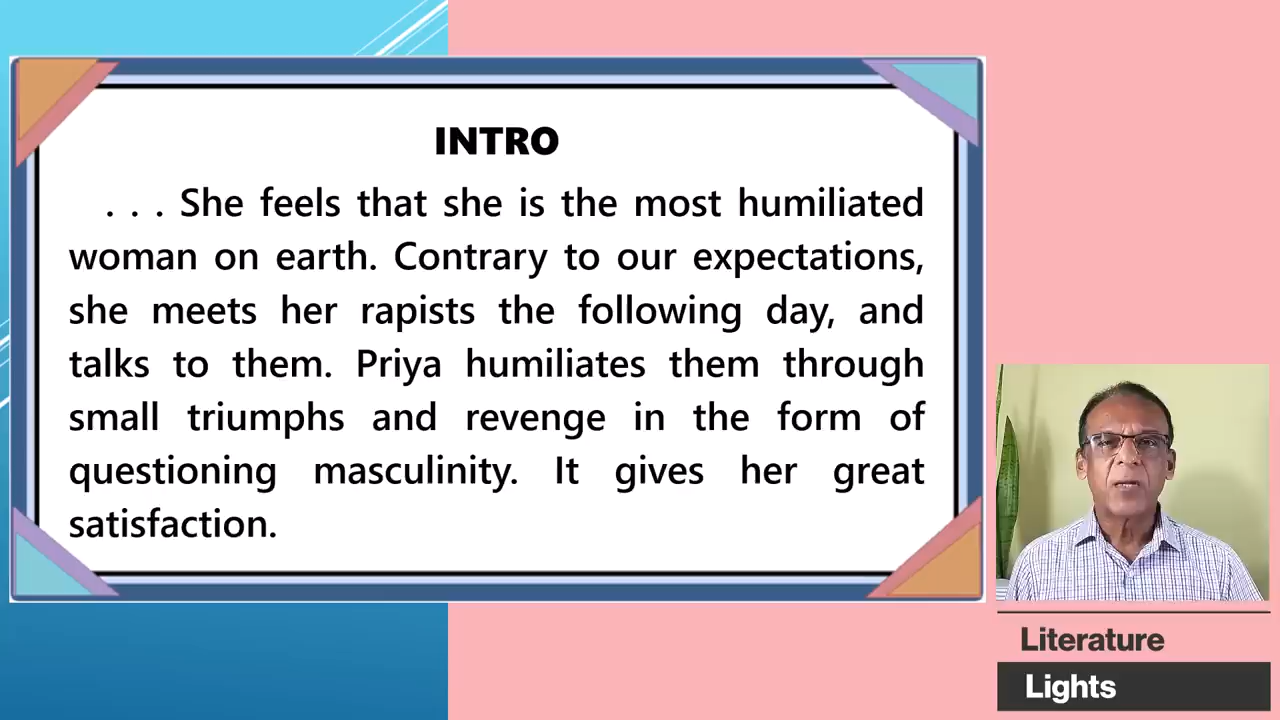 INTRO
. . . She feels that she is the most humiliated
woman on earth. Contrary to our expectations,
she meets her rapists the following day, and
talks to them. Priya humiliates them through
small triumphs and revenge in the form of
questioning masculinity. It gives her great
satisfaction.
Literature
Lights